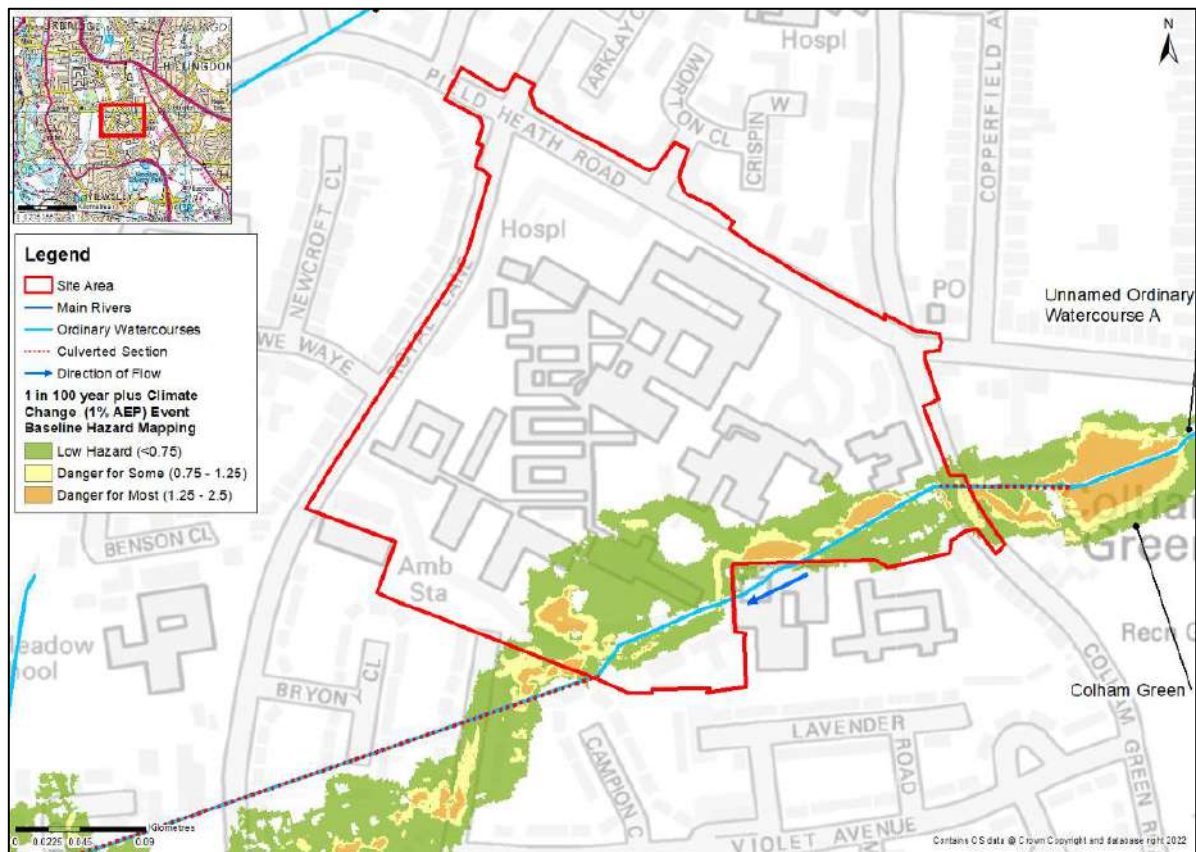 N
HILLINGDON
Legend
Site Area
Main Rivers
Ordinary Watercourses
Culverted Section
Direction of Flow
1 in 100 year plus Climate
Change (1% AEP) Event
Baseline Hazard Mapping
Low Hazard (<0.75)
Danger for Some (0.75 - 1.25)
Danger for Most (1.25 - 2.5)
Hospl
ARKLAY
MORTON CL
CRISPIN
W
COPPERFIELD AV
PIELD HEATH ROAD
NEWCROFT CL
Hospl
ROYAL LANE
WE WAYE
PO
Unnamed Ordinary
Watercourse A
BENSON CL
Amb
Sta
Colham
Green
Recn G
Colham Green
eadow
ool
BRYONY CL
CAMPION C
LAVENDER
ROAD
COLHAM GREEN R
VIOLET AVENUE
0 0.0225 0.045 0.09
Kilometres
Contains OS data @ Crown Copyright and database right 2022